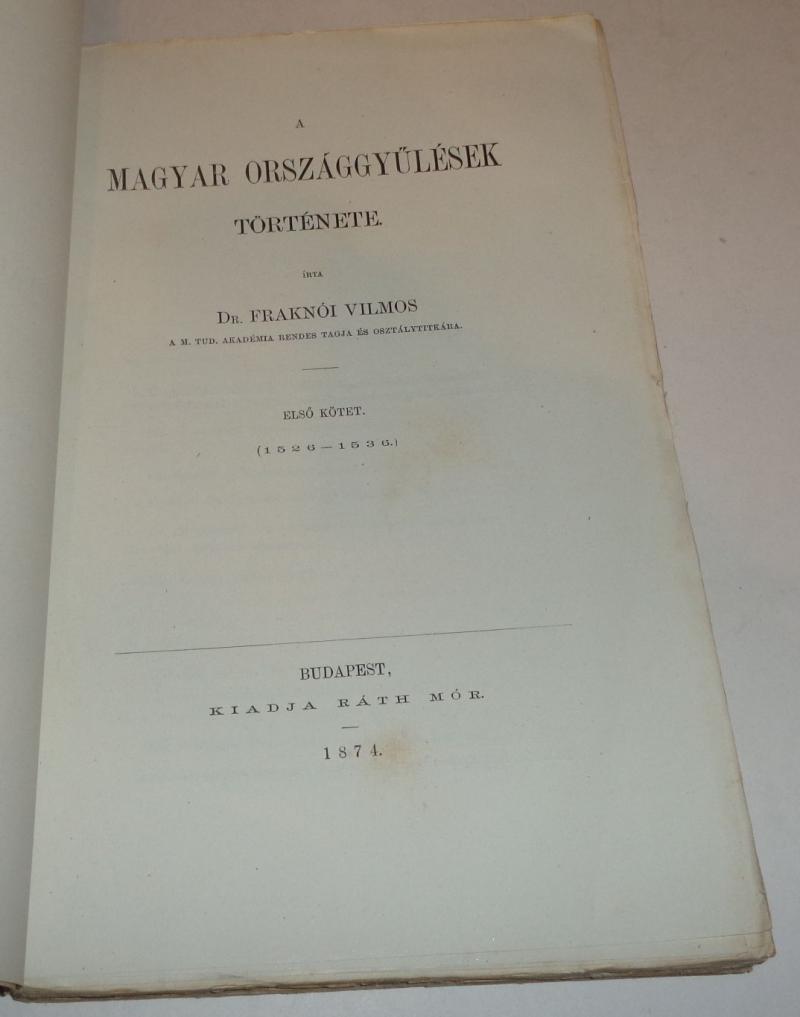 A
MAGYAR ORSZÁGGYŰLÉSEK
TÖRTÉNETE.
ÍRTA
DR. FRAKNÓI VILMOS
A M. TUD. AKADÉMIA RENDES TAGJA ÉS OSZTÁLYTITKÁRA.
ELSŐ KÖTET.
(1526—1536.)
BUDAPEST,
KIADJA RÁTH MÓR.
1874.